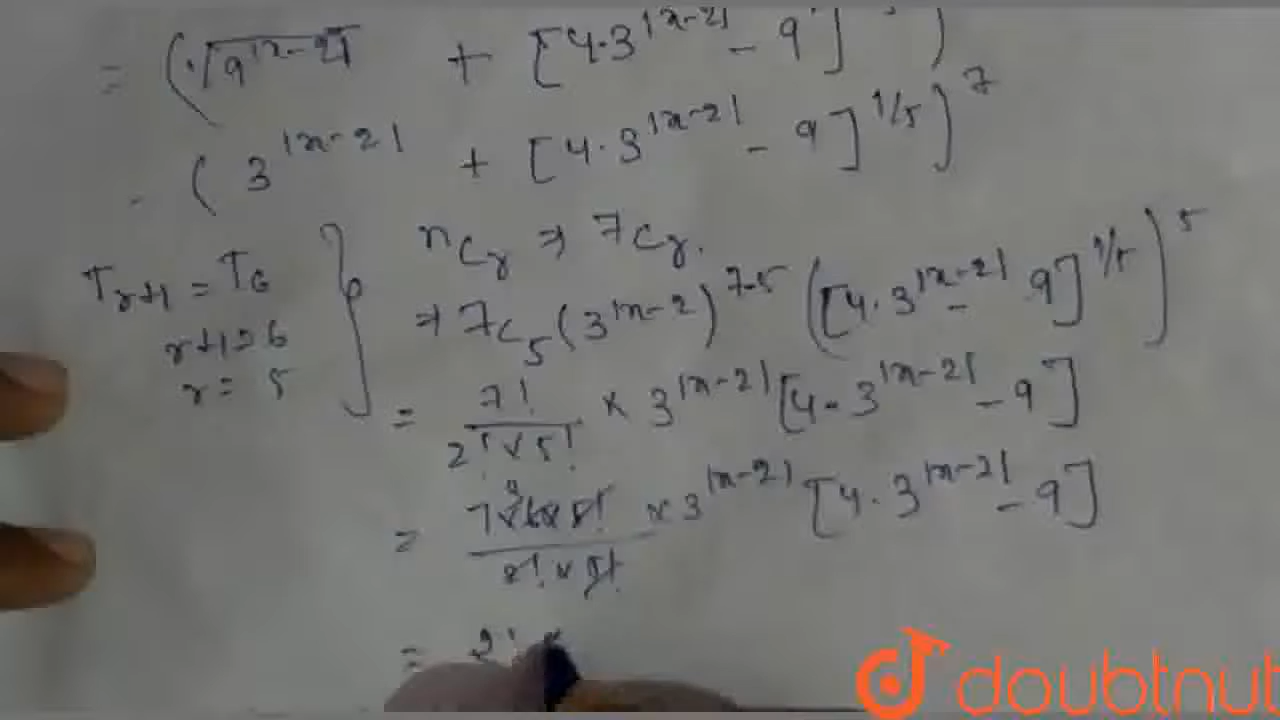 = (√9^|x-2| + [4·3^|x-2| - 9]
( 3^|x-2| + [4·3^|x-2| - 9]^1/5)^7
T_r+1 = T_6
r+1=6
r = 5
nC_r ⇒ 7C_r.
⇒ 7C_5 (3^|x-2)^7-5 ([4·3^|x-2| - 9]^1/5)^5
= 7!/2!×5! × 3^|x-2| [4-3^|x-2| - 9]
= 7×6×5!/2!×5! × 3^|x-2| [4·3^|x-2| - 9]
= 21 ×
doubtnut